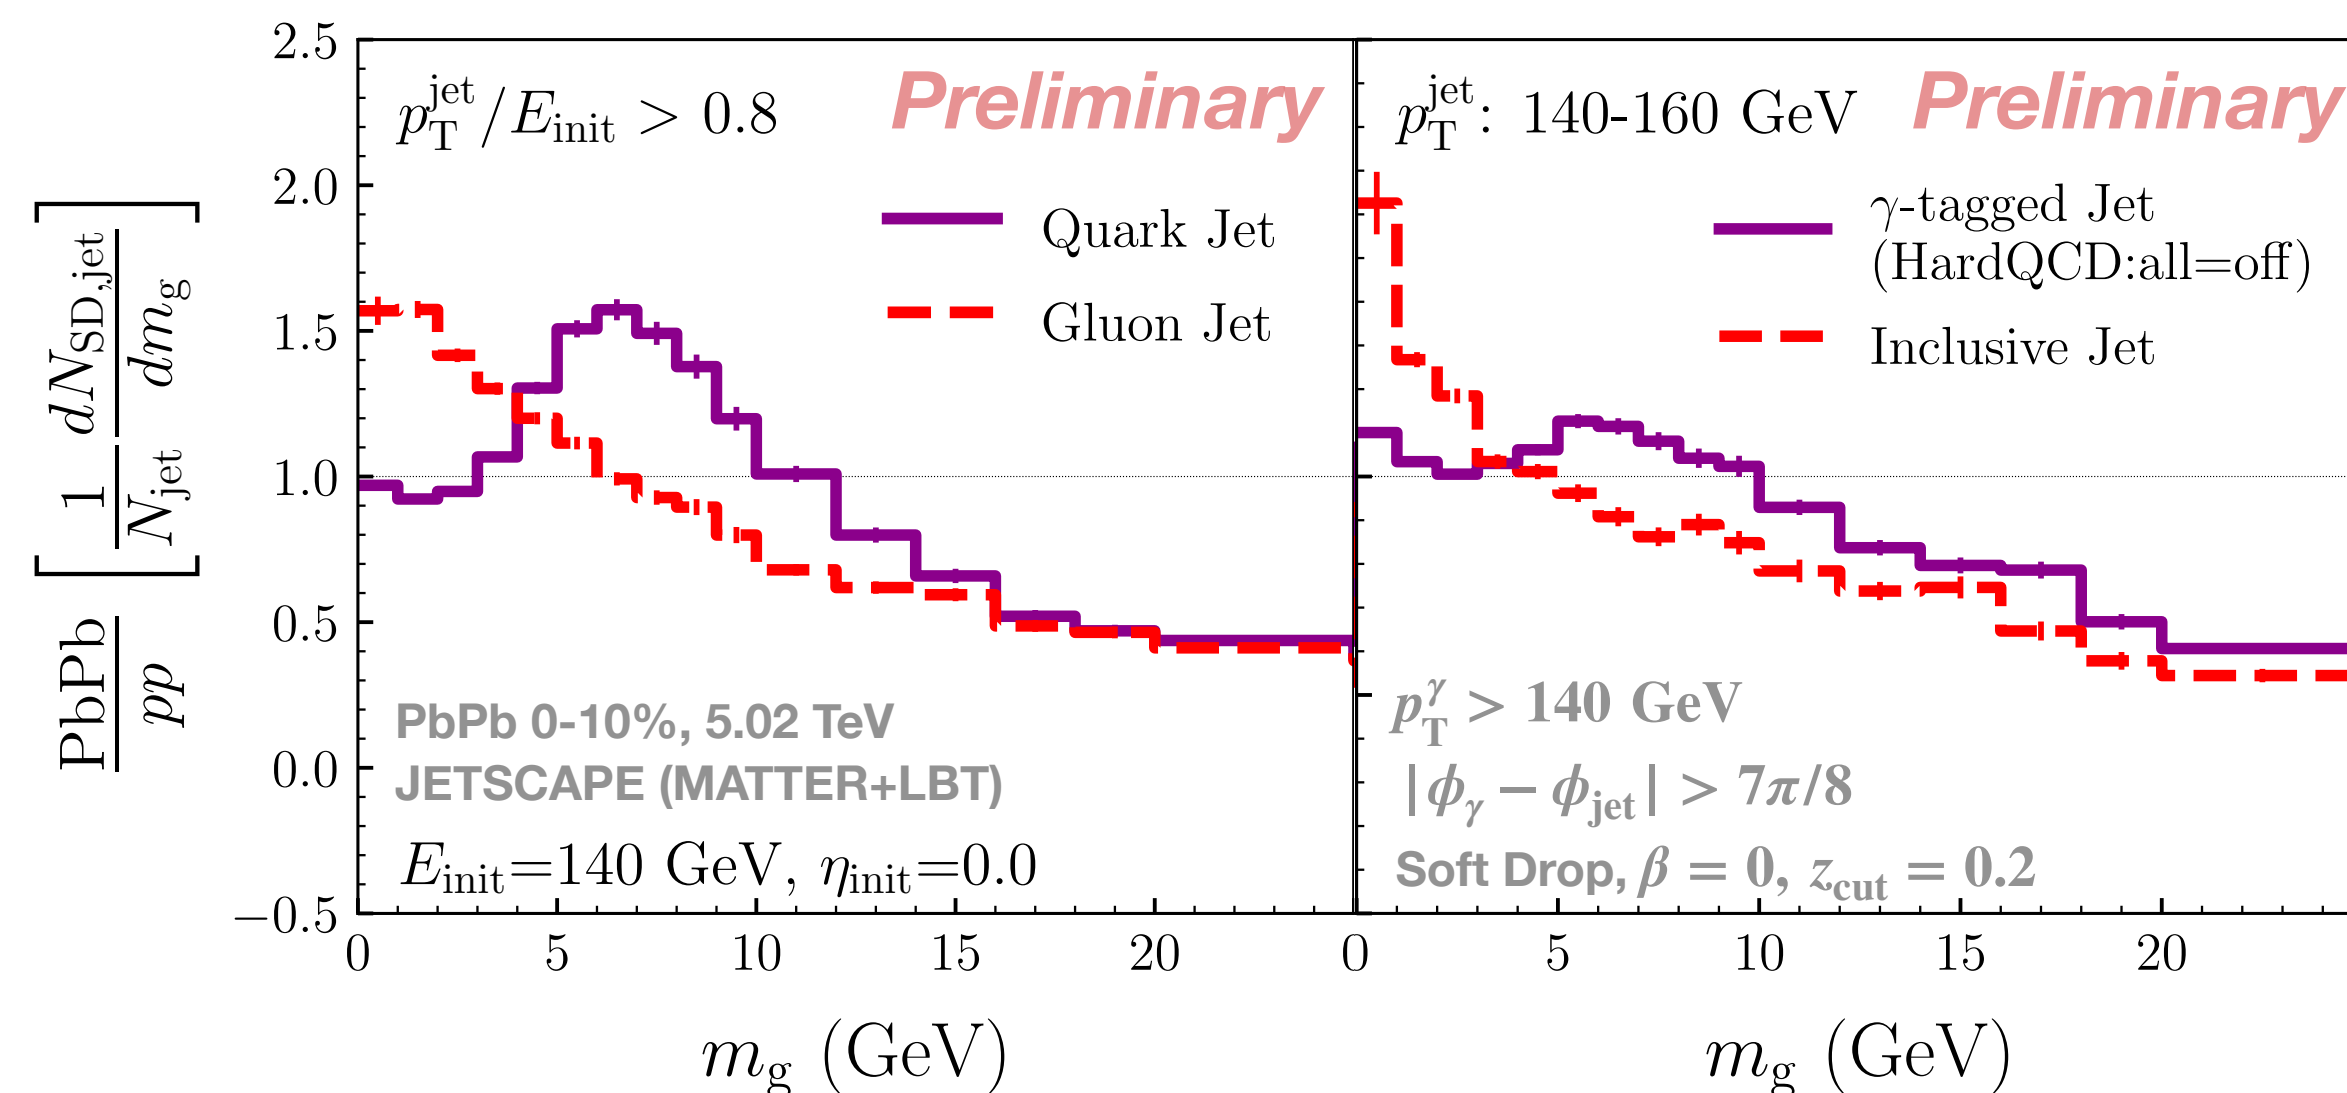 PbPb/pp [1/N_jet dN_SD,jet/dm_g]
2.5
2.0
1.5
1.0
0.5
0.0
−0.5
p_T^jet/E_init > 0.8
Preliminary
Quark Jet
Gluon Jet
PbPb 0-10%, 5.02 TeV
JETSCAPE (MATTER+LBT)
E_init=140 GeV, η_init=0.0
0 5 10 15 20
m_g (GeV)
p_T^jet: 140-160 GeV
Preliminary
γ-tagged Jet
(HardQCD:all=off)
Inclusive Jet
p_T^γ > 140 GeV
|ϕ_γ − ϕ_jet| > 7π/8
Soft Drop, β = 0, z_cut = 0.2
0 5 10 15 20
m_g (GeV)